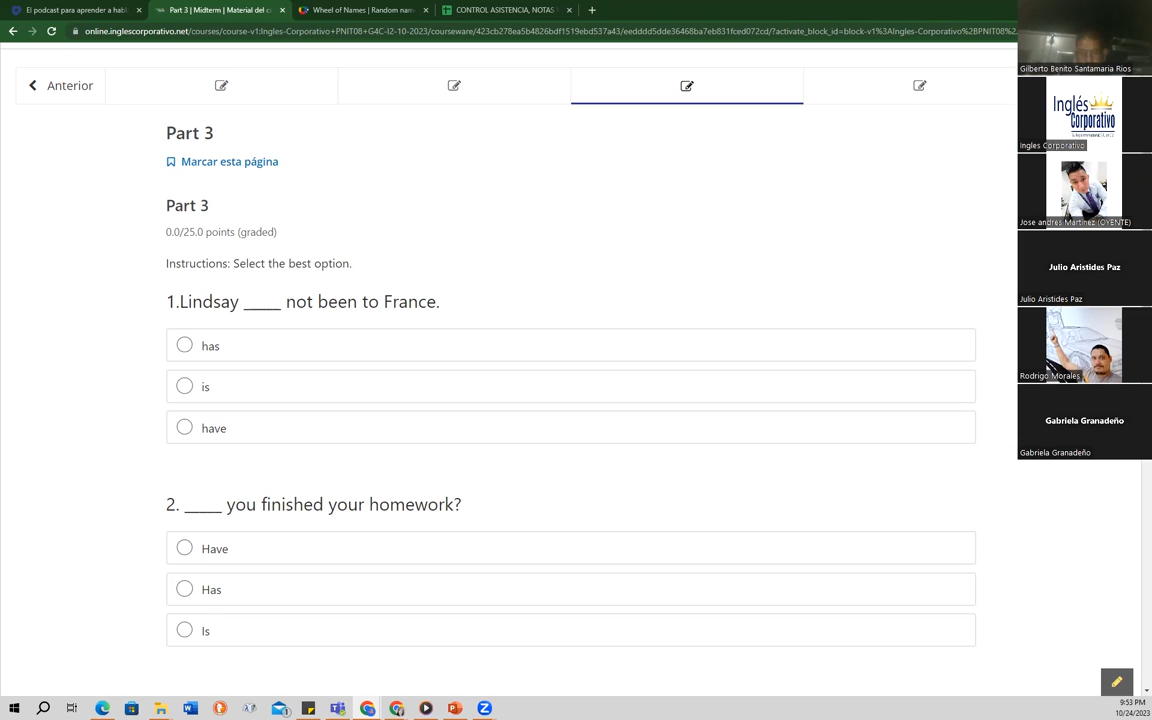 El podcast para aprender a habl
Part 3 | Midterm | Material del c
Wheel of Names | Random nam
CONTROL ASISTENCIA, NOTAS
online.inglescorporativo.net/courses/course-v1:Ingles-Corporativo+PNIT08+G4C-I2-10-2023/courseware/423cb278ea5b4826bdf1519ebd537a43/eedddd5dde36468ba7eb831fced072cd/?activate_block_id=block-v1%3AIngles-Corporativo%2BPNIT08%2
Anterior
Part 3
Marcar esta página
Part 3
0.0/25.0 points (graded)
Instructions: Select the best option.
1.Lindsay _____ not been to France.
has
is
have
2. _____ you finished your homework?
Have
Has
Is
Gilberto Benito Santamaria Rios
Inglés
Corporativo
Ingles Corporativo
Jose andres Martinez (OYENTE)
Julio Aristides Paz
Julio Aristides Paz
Rodrigo Morales
Gabriela Granadeño
Gabriela Granadeño
9:53 PM
10/24/2023